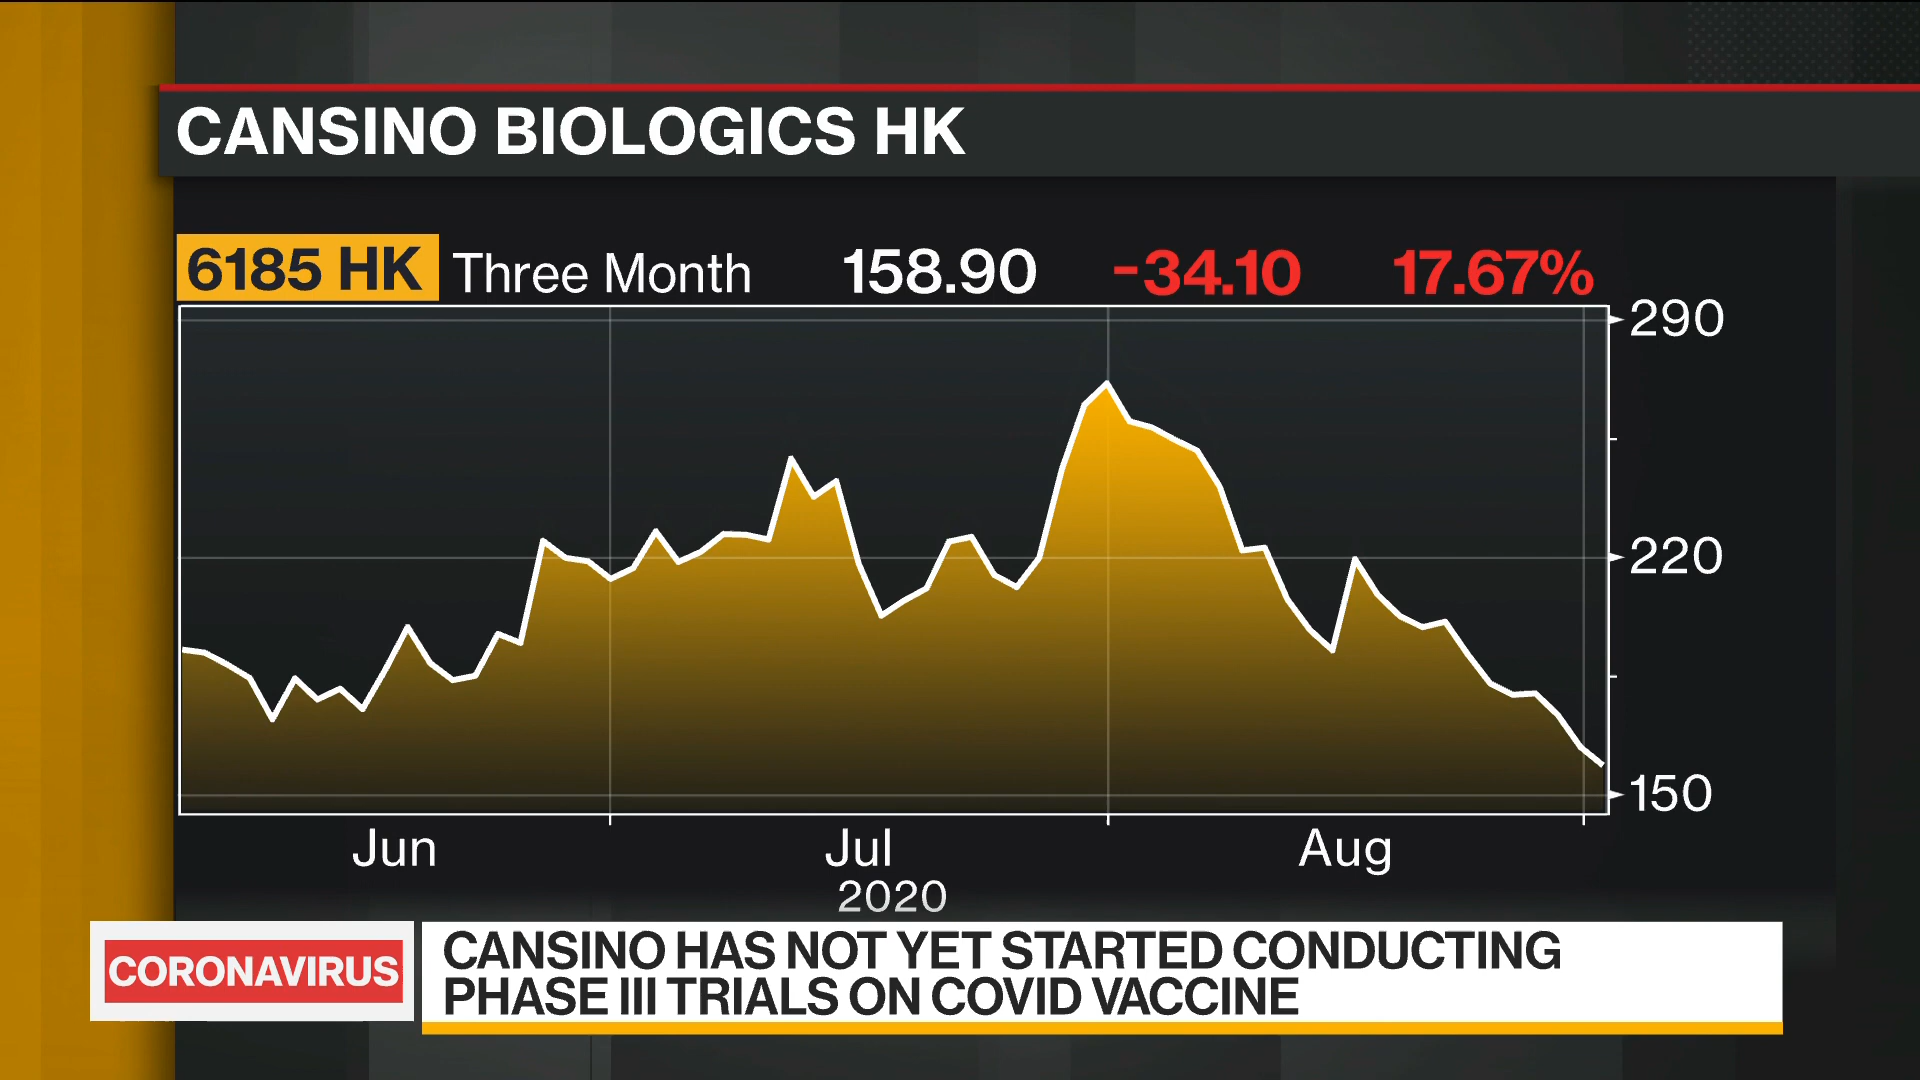 CANSINO BIOLOGICS HK
6185 HK Three Month 158.90 -34.10 17.67%
290
220
150
Jun Jul Aug
2020
CORONAVIRUS
CANSINO HAS NOT YET STARTED CONDUCTING
PHASE III TRIALS ON COVID VACCINE